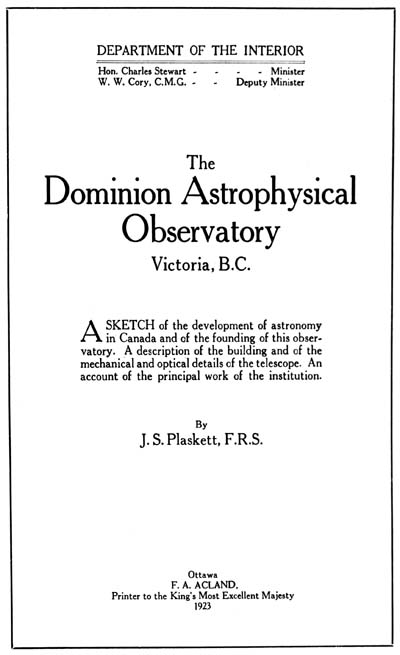 DEPARTMENT OF THE INTERIOR
Hon. Charles Stewart - - - - Minister
W. W. Cory, C.M.G. - - Deputy Minister
The
Dominion Astrophysical
Observatory
Victoria, B.C.
A SKETCH of the development of astronomy
in Canada and of the founding of this obser-
vatory. A description of the building and of the
mechanical and optical details of the telescope. An
account of the principal work of the institution.
By
J. S. Plaskett, F.R.S.
Ottawa
F. A. ACLAND,
Printer to the King's Most Excellent Majesty
1923